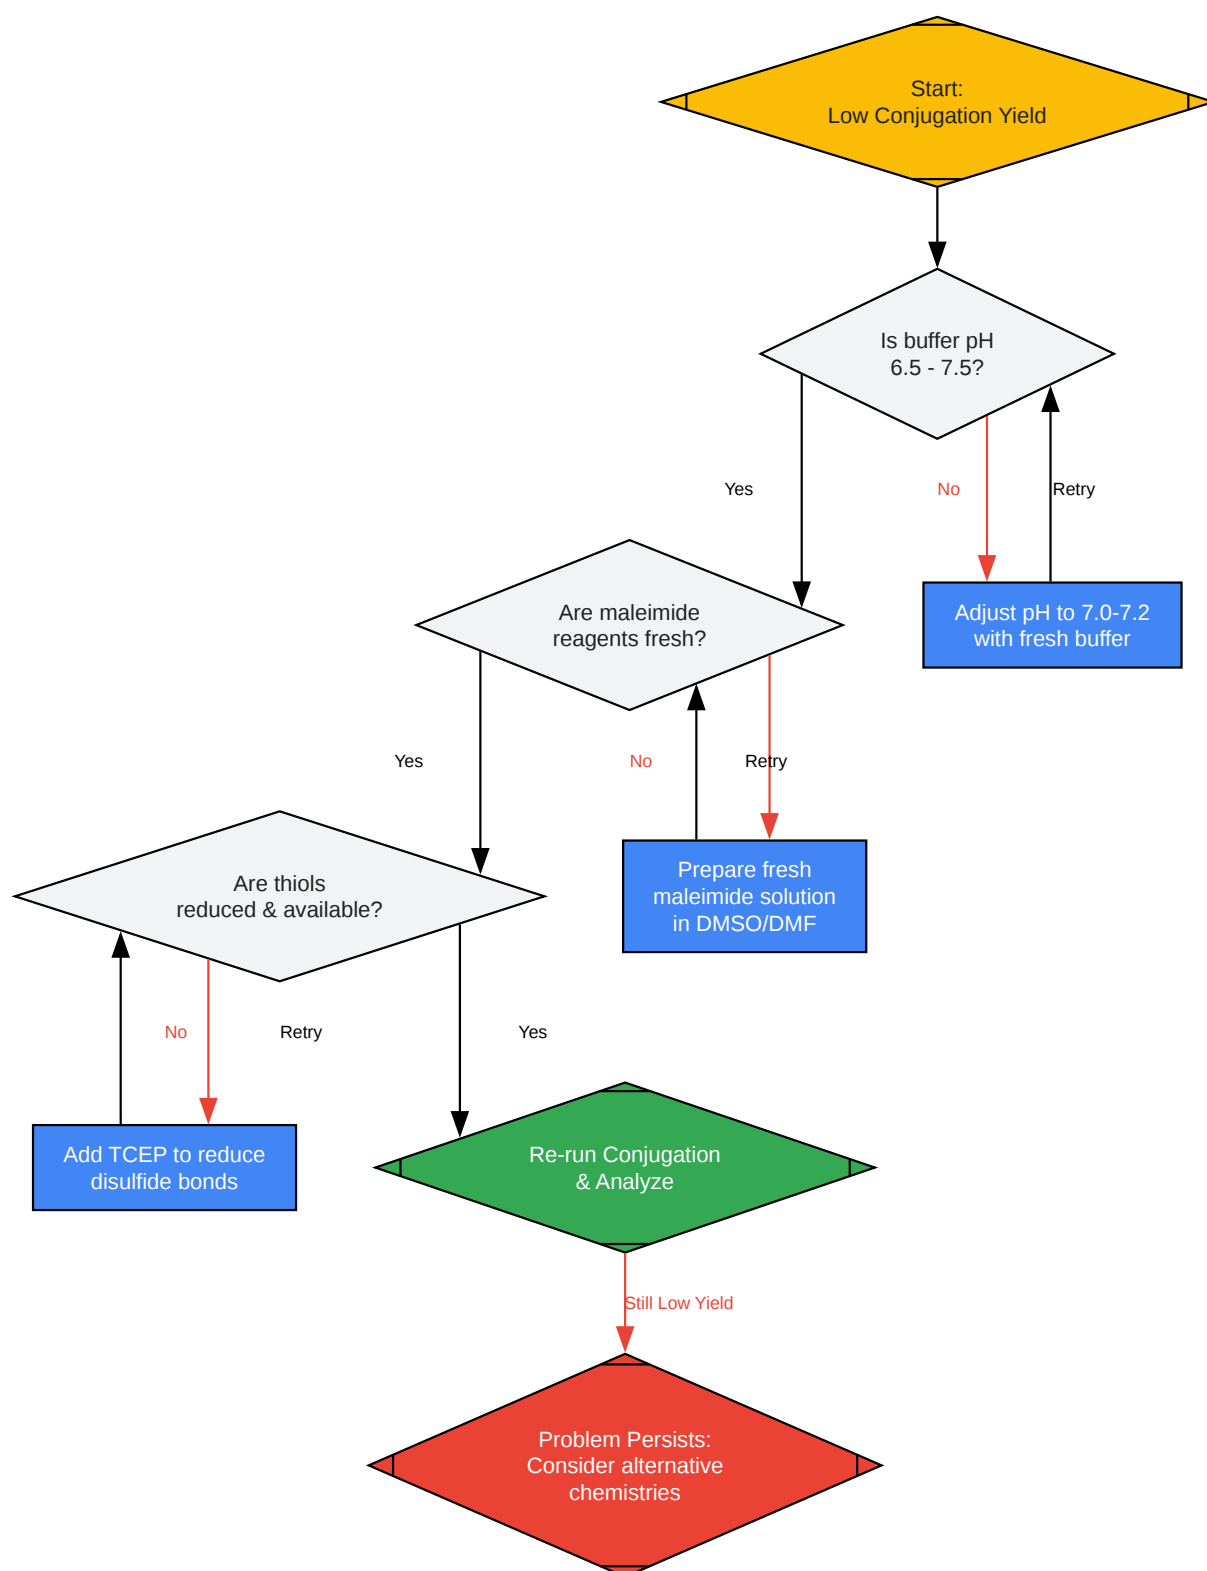 Start:
Low Conjugation Yield
Is buffer pH
6.5 - 7.5?
Yes
No
Retry
Adjust pH to 7.0-7.2
with fresh buffer
Are maleimide
reagents fresh?
Yes
No
Retry
Prepare fresh
maleimide solution
in DMSO/DMF
Are thiols
reduced & available?
No
Retry
Yes
Add TCEP to reduce
disulfide bonds
Re-run Conjugation
& Analyze
Still Low Yield
Problem Persists:
Consider alternative
chemistries